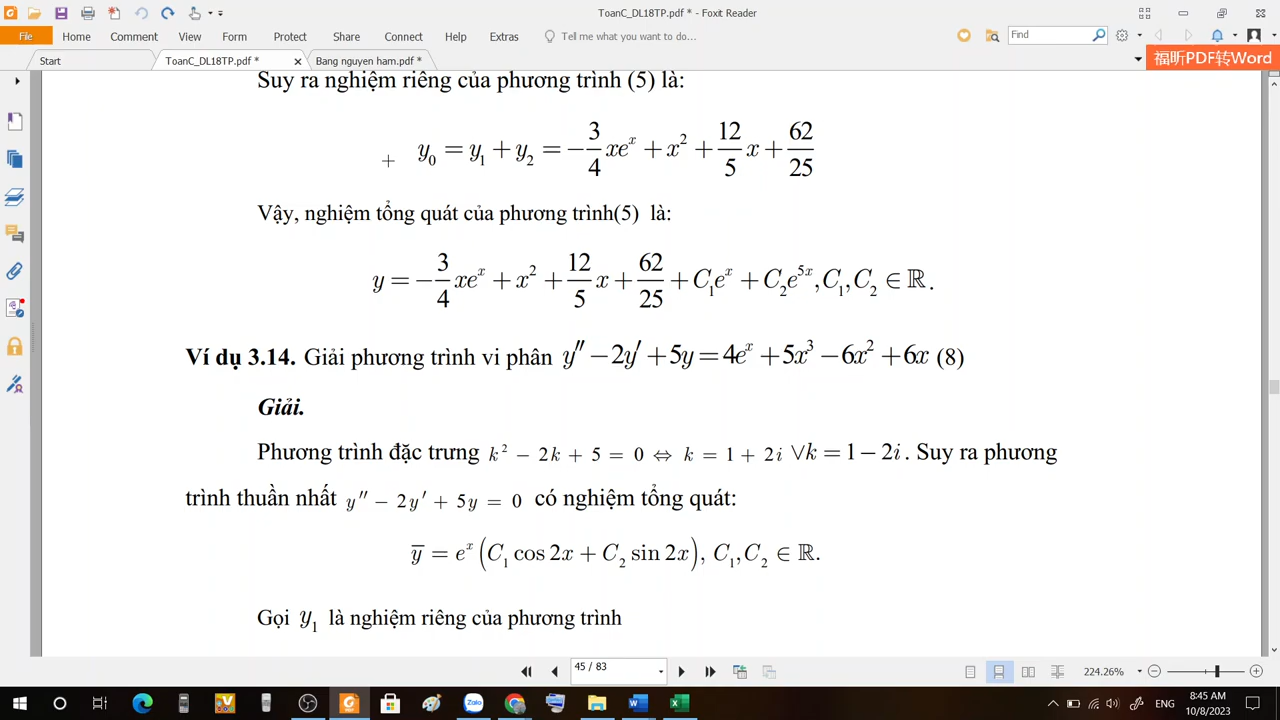 ToanC_DL18TP.pdf * - Foxit Reader
File Home Comment View Form Protect Share Connect Help Extras Tell me what you want to do... Find
Start ToanC_DL18TP.pdf * Bang nguyen ham.pdf * 福昕PDF转Word
Suy ra nghiệm riêng của phương trình (5) là:
y₀ = y₁ + y₂ = −3/4 xeˣ + x² + 12/5 x + 62/25
Vậy, nghiệm tổng quát của phương trình(5) là:
y = −3/4 xeˣ + x² + 12/5 x + 62/25 + C₁eˣ + C₂e⁵ˣ, C₁, C₂ ∈ ℝ.
Ví dụ 3.14. Giải phương trình vi phân y″ − 2y′ + 5y = 4eˣ + 5x³ − 6x² + 6x (8)
Giải.
Phương trình đặc trưng k² − 2k + 5 = 0 ⇔ k = 1 + 2i ∨ k = 1 − 2i. Suy ra phương
trình thuần nhất y″ − 2y′ + 5y = 0 có nghiệm tổng quát:
y̅ = eˣ (C₁ cos 2x + C₂ sin 2x), C₁, C₂ ∈ ℝ.
Gọi y₁ là nghiệm riêng của phương trình
45 / 83 224.26%
Zalo ENG 8:45 AM
10/8/2023